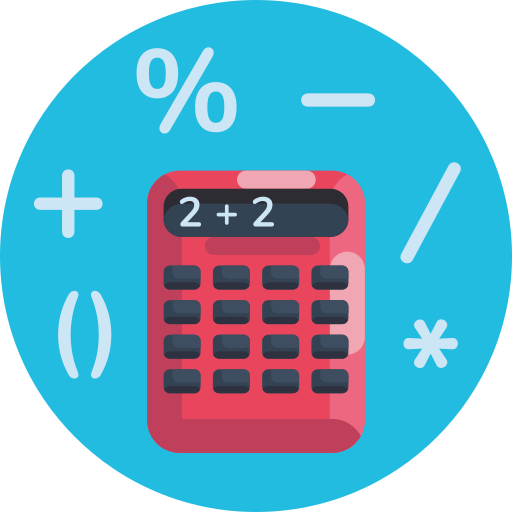 % −
+ /
2 + 2
() *